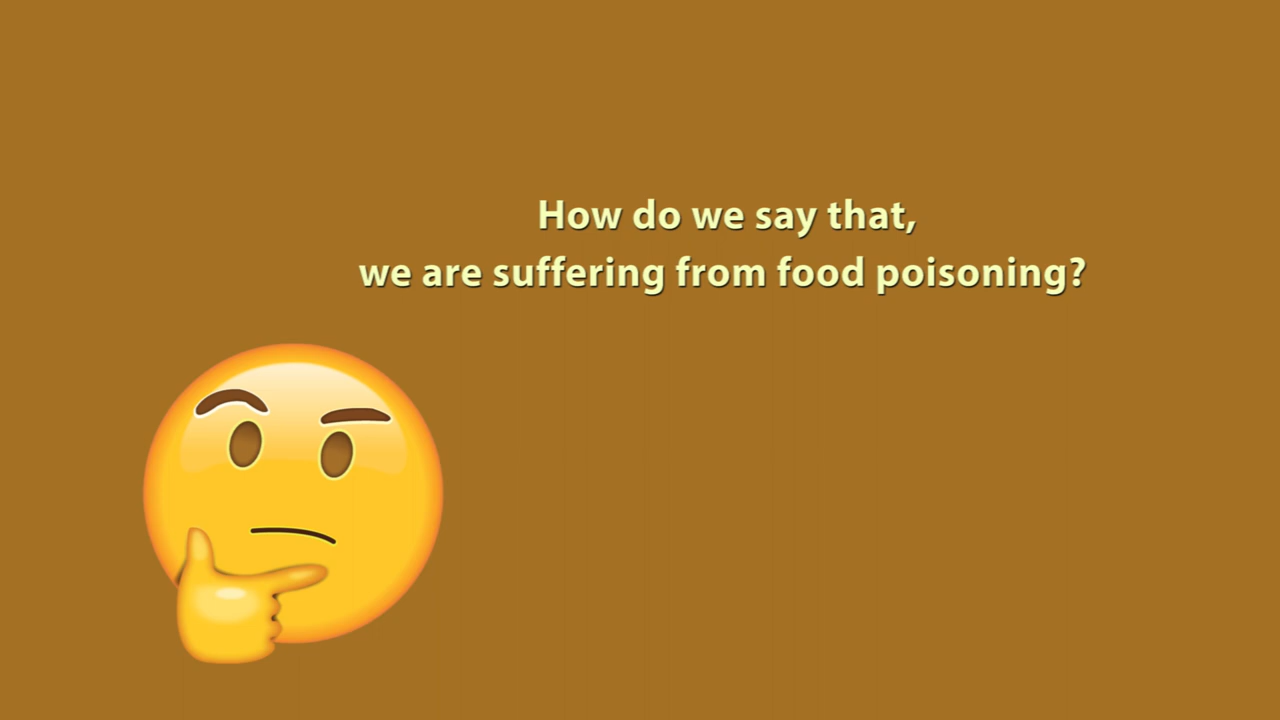 How do we say that,
we are suffering from food poisoning?